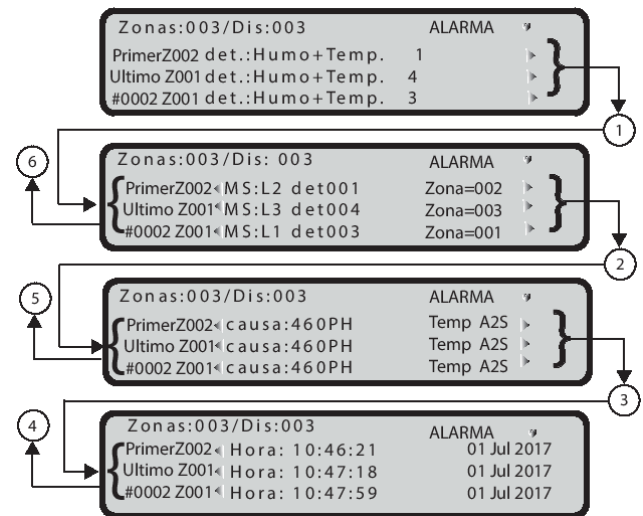 Zonas:003/Dis:003 ALARMA
PrimerZ002 det.:Humo+Temp. 1
Ultimo Z001 det.:Humo+Temp. 4
#0002 Z001 det.:Humo+Temp. 3
1
6
Zonas:003/Dis: 003 ALARMA
PrimerZ002 MS:L2 det001 Zona=002
Ultimo Z001 MS:L3 det004 Zona=003
#0002 Z001 MS:L1 det003 Zona=001
2
5
Zonas:003/Dis:003 ALARMA
PrimerZ002 causa:460PH Temp A2S
Ultimo Z001 causa:460PH Temp A2S
#0002 Z001 causa:460PH Temp A2S
3
4
Zonas:003/Dis:003 ALARMA
PrimerZ002 Hora: 10:46:21 01 Jul 2017
Ultimo Z001 Hora: 10:47:18 01 Jul 2017
#0002 Z001 Hora: 10:47:59 01 Jul 2017